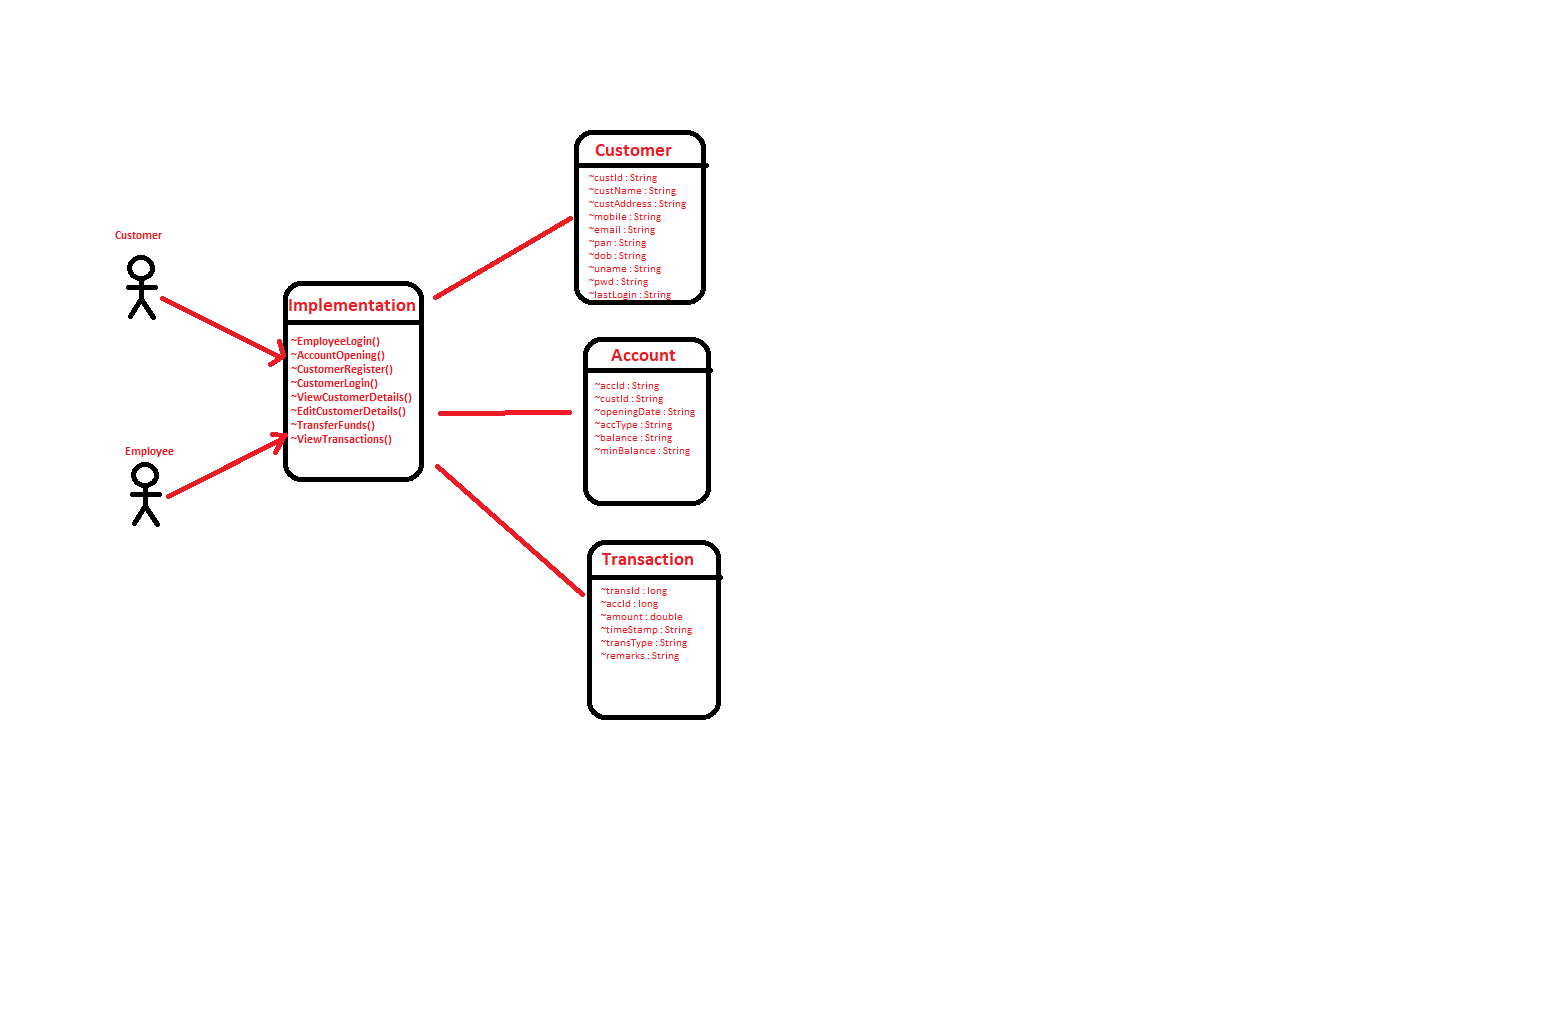 Customer
~custId : String
~custName : String
~custAddress : String
~mobile : String
~email : String
~pan : String
~dob : String
~uname : String
~pwd : String
~lastLogin : String
Customer
Implementation
~EmployeeLogin()
~AccountOpening()
~CustomerRegister()
~CustomerLogin()
~ViewCustomerDetails()
~EditCustomerDetails()
~TransferFunds()
~ViewTransactions()
Employee
Account
~accId : String
~custId : String
~openingDate : String
~accType : String
~balance : String
~minBalance : String
Transaction
~transId : long
~accId : long
~amount : double
~timeStamp : String
~transType : String
~remarks : String